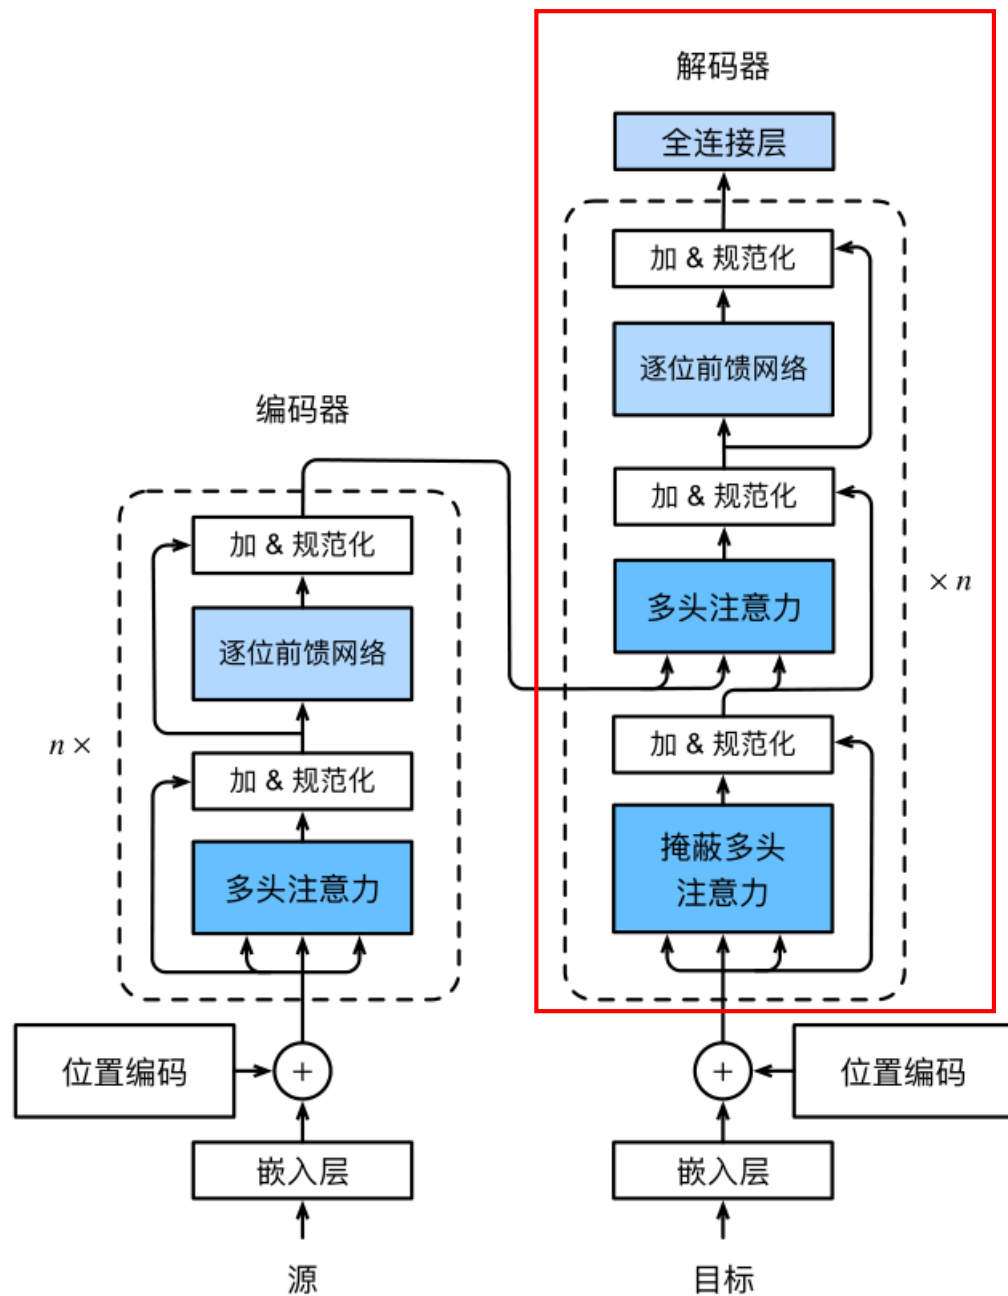 解码器
全连接层
加 & 规范化
逐位前馈网络
加 & 规范化
多头注意力
× n
加 & 规范化
掩蔽多头
注意力
编码器
加 & 规范化
逐位前馈网络
n ×
加 & 规范化
多头注意力
位置编码
+
+
位置编码
嵌入层
嵌入层
源
目标